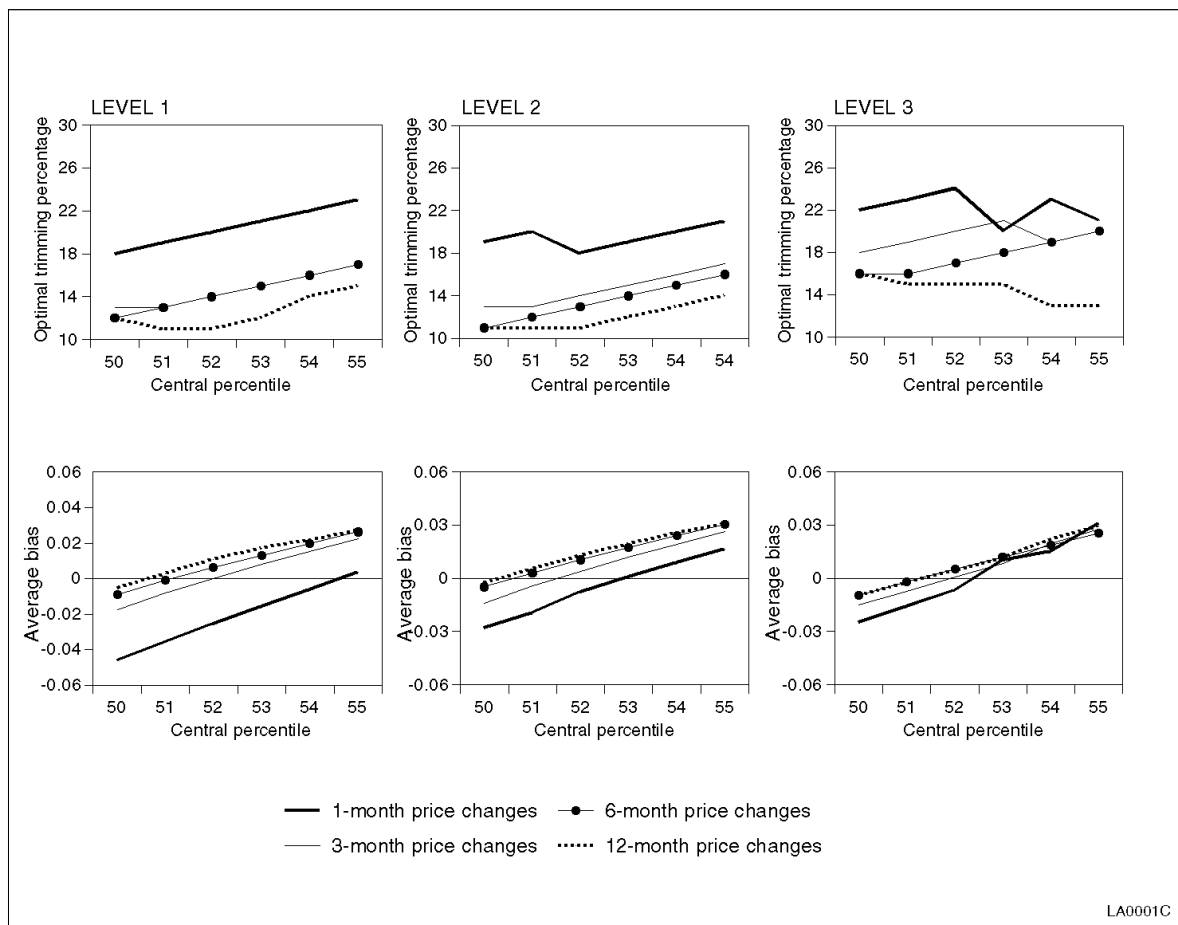 LEVEL 1
Optimal trimming percentage
30
26
22
18
14
10
50 51 52 53 54 55
Central percentile
LEVEL 2
Optimal trimming percentage
30
26
22
18
14
10
50 51 52 53 54 54
Central percentile
LEVEL 3
Optimal trimming percentage
30
26
22
18
14
10
50 51 52 53 54 55
Central percentile
Average bias
0.06
0.04
0.02
0
-0.02
-0.04
-0.06
50 51 52 53 54 55
Central percentile
Average bias
0.06
0.03
0
-0.03
-0.06
50 51 52 53 54 55
Central percentile
Average bias
0.06
0.03
0
-0.03
-0.06
50 51 52 53 54 55
Central percentile
1-month price changes
6-month price changes
3-month price changes
12-month price changes
LA0001C